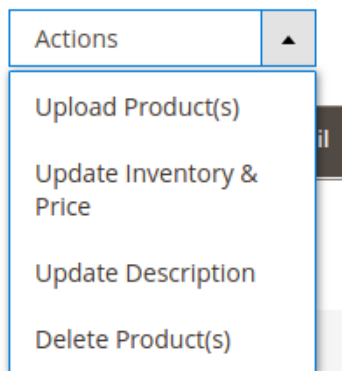 Actions
Upload Product(s)
Update Inventory &
Price
Update Description
Delete Product(s)